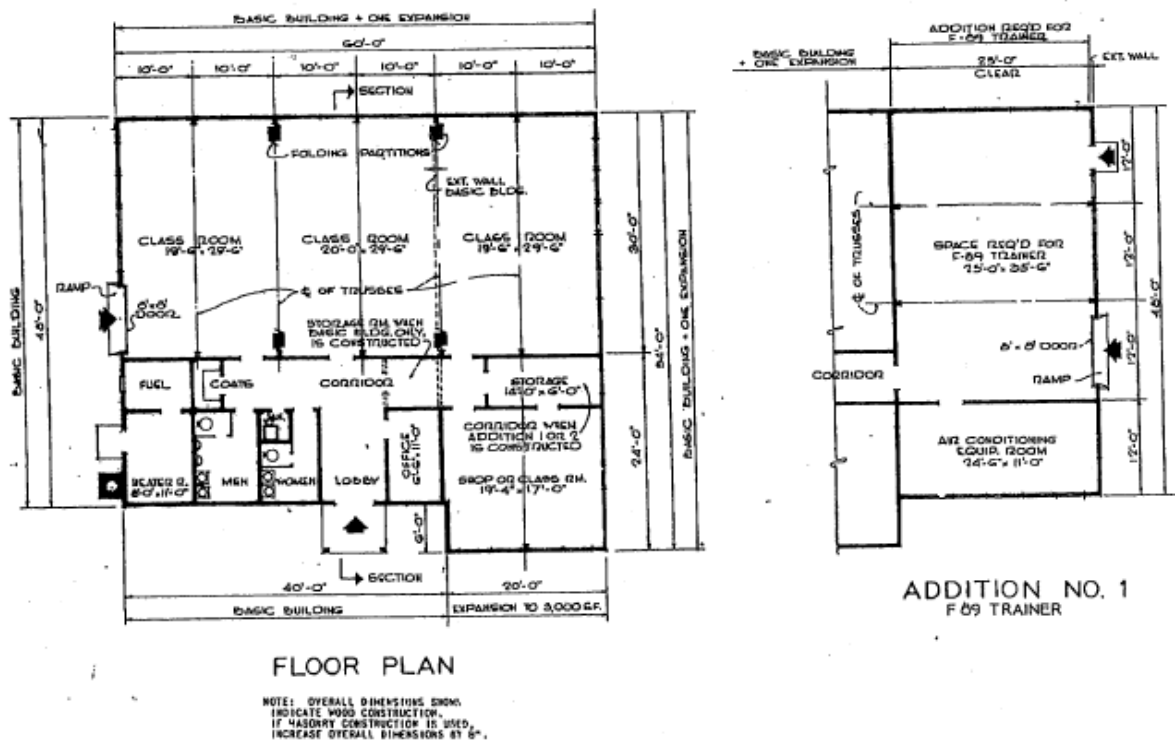 BASIC BUILDING + ONE EXPANSION
60'-0"
10'-0"
10'-0"
10'-0"
10'-0"
10'-0"
10'-0"
SECTION
FOLDING PARTITIONS
EXT. WALL
BASIC BLDG.
CLASS ROOM
19'-6" x 29'-6"
CLASS ROOM
20'-0" x 29'-6"
CLASS ROOM
19'-6" x 29'-6"
RAMP
8' x 8'
DOOR
℄ OF TRUSSES
STORAGE RM. WHEN
BASIC BLDG. ONLY
IS CONSTRUCTED
BASIC BUILDING
48'-0"
30'-0"
24'-0"
54'-0"
BASIC BUILDING + ONE EXPANSION
FUEL
COATS
CORRIDOR
STORAGE
14'-0" x 6'-0"
CORRIDOR WHEN
ADDITION 1 OR 2
IS CONSTRUCTED
HEATER R.
8'-0" x 11'-0"
MEN
WOMEN
LOBBY
OFFICE
6'-6" x 11'-0"
SHOP OR CLASS RM.
19'-4" x 17'-0"
6'-0"
SECTION
40'-0"
20'-0"
BASIC BUILDING
EXPANSION TO 3,000 S.F.
FLOOR PLAN
NOTE: OVERALL DIMENSIONS SHOWN
INDICATE WOOD CONSTRUCTION.
IF MASONRY CONSTRUCTION IS USED,
INCREASE OVERALL DIMENSIONS BY 8".
ADDITION REQ'D FOR
F-89 TRAINER
BASIC BUILDING
+ ONE EXPANSION
25'-0"
CLEAR
EXT. WALL
12'-0"
12'-0"
12'-0"
12'-0"
48'-0"
℄ OF TRUSSES
SPACE REQ'D FOR
F-89 TRAINER
25'-0" x 35'-6"
8' x 8' DOOR
RAMP
CORRIDOR
AIR CONDITIONING
EQUIP. ROOM
24'-6" x 11'-0"
ADDITION NO. 1
F 89 TRAINER